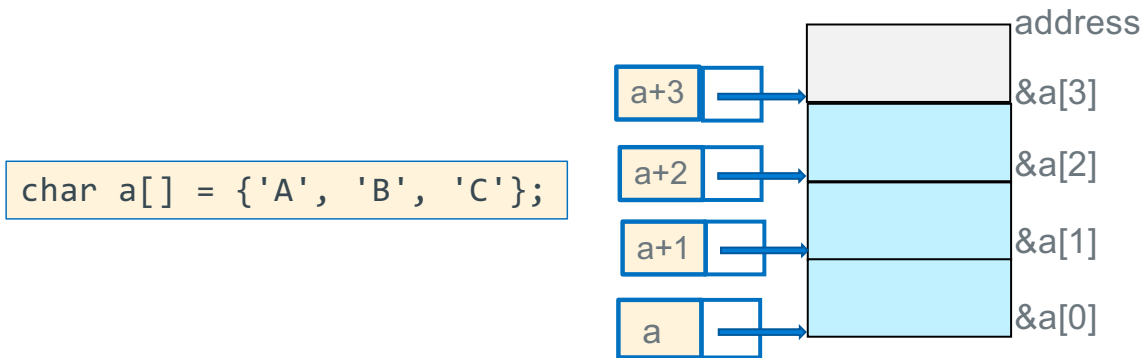 char a[] = {'A', 'B', 'C'};
address
a+3
&a[3]
a+2
&a[2]
a+1
&a[1]
a
&a[0]